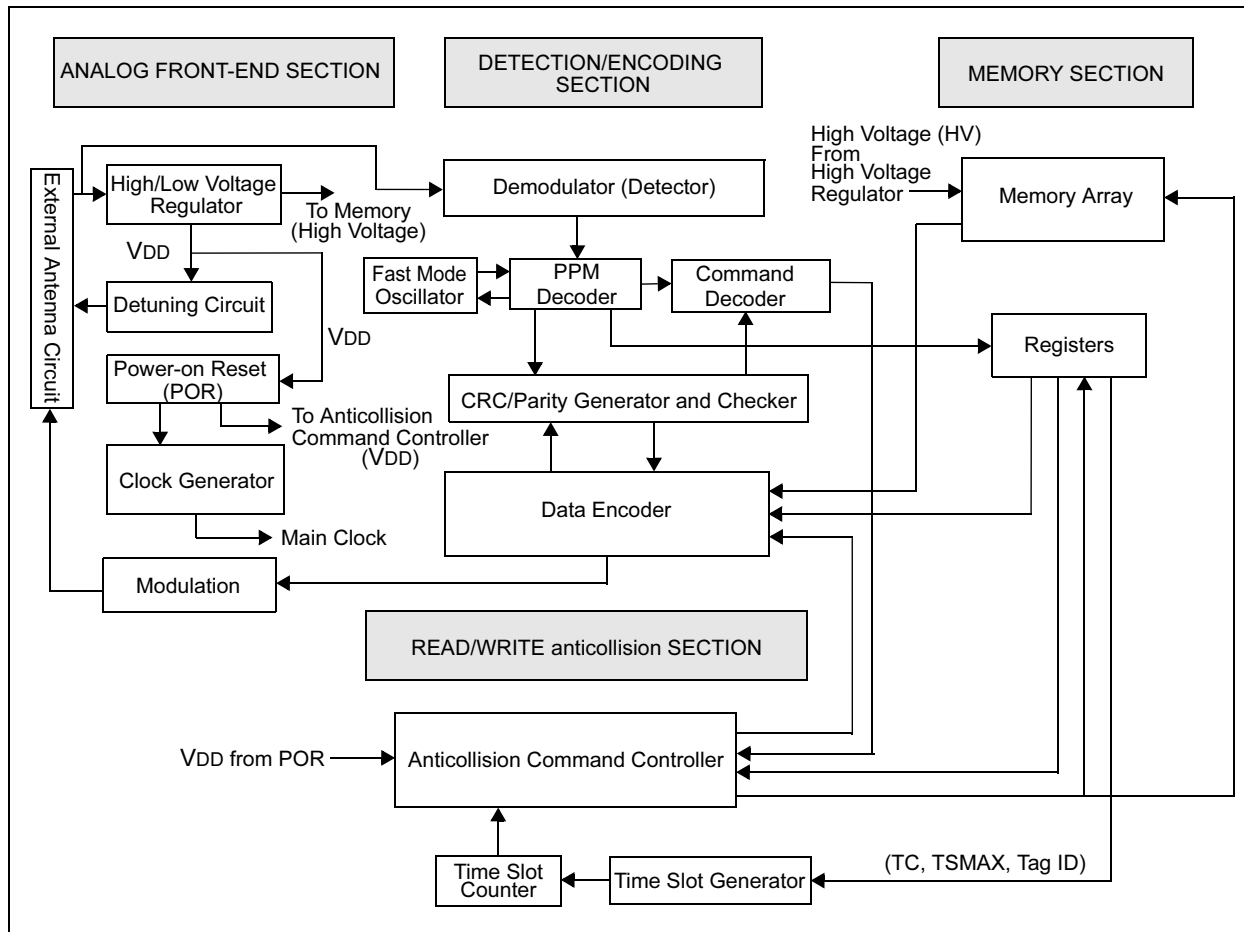 ANALOG FRONT-END SECTION
DETECTION/ENCODING
SECTION
MEMORY SECTION
External Antenna Circuit
High/Low Voltage
Regulator
To Memory
(High Voltage)
VDD
Detuning Circuit
VDD
Power-on Reset
(POR)
To Anticollision
Command Controller
(VDD)
Clock Generator
Main Clock
Modulation
Demodulator (Detector)
Fast Mode
Oscillator
PPM
Decoder
Command
Decoder
CRC/Parity Generator and Checker
Data Encoder
High Voltage (HV)
From
High Voltage
Regulator
Memory Array
Registers
READ/WRITE anticollision SECTION
VDD from POR
Anticollision Command Controller
Time Slot
Counter
Time Slot Generator
(TC, TSMAX, Tag ID)